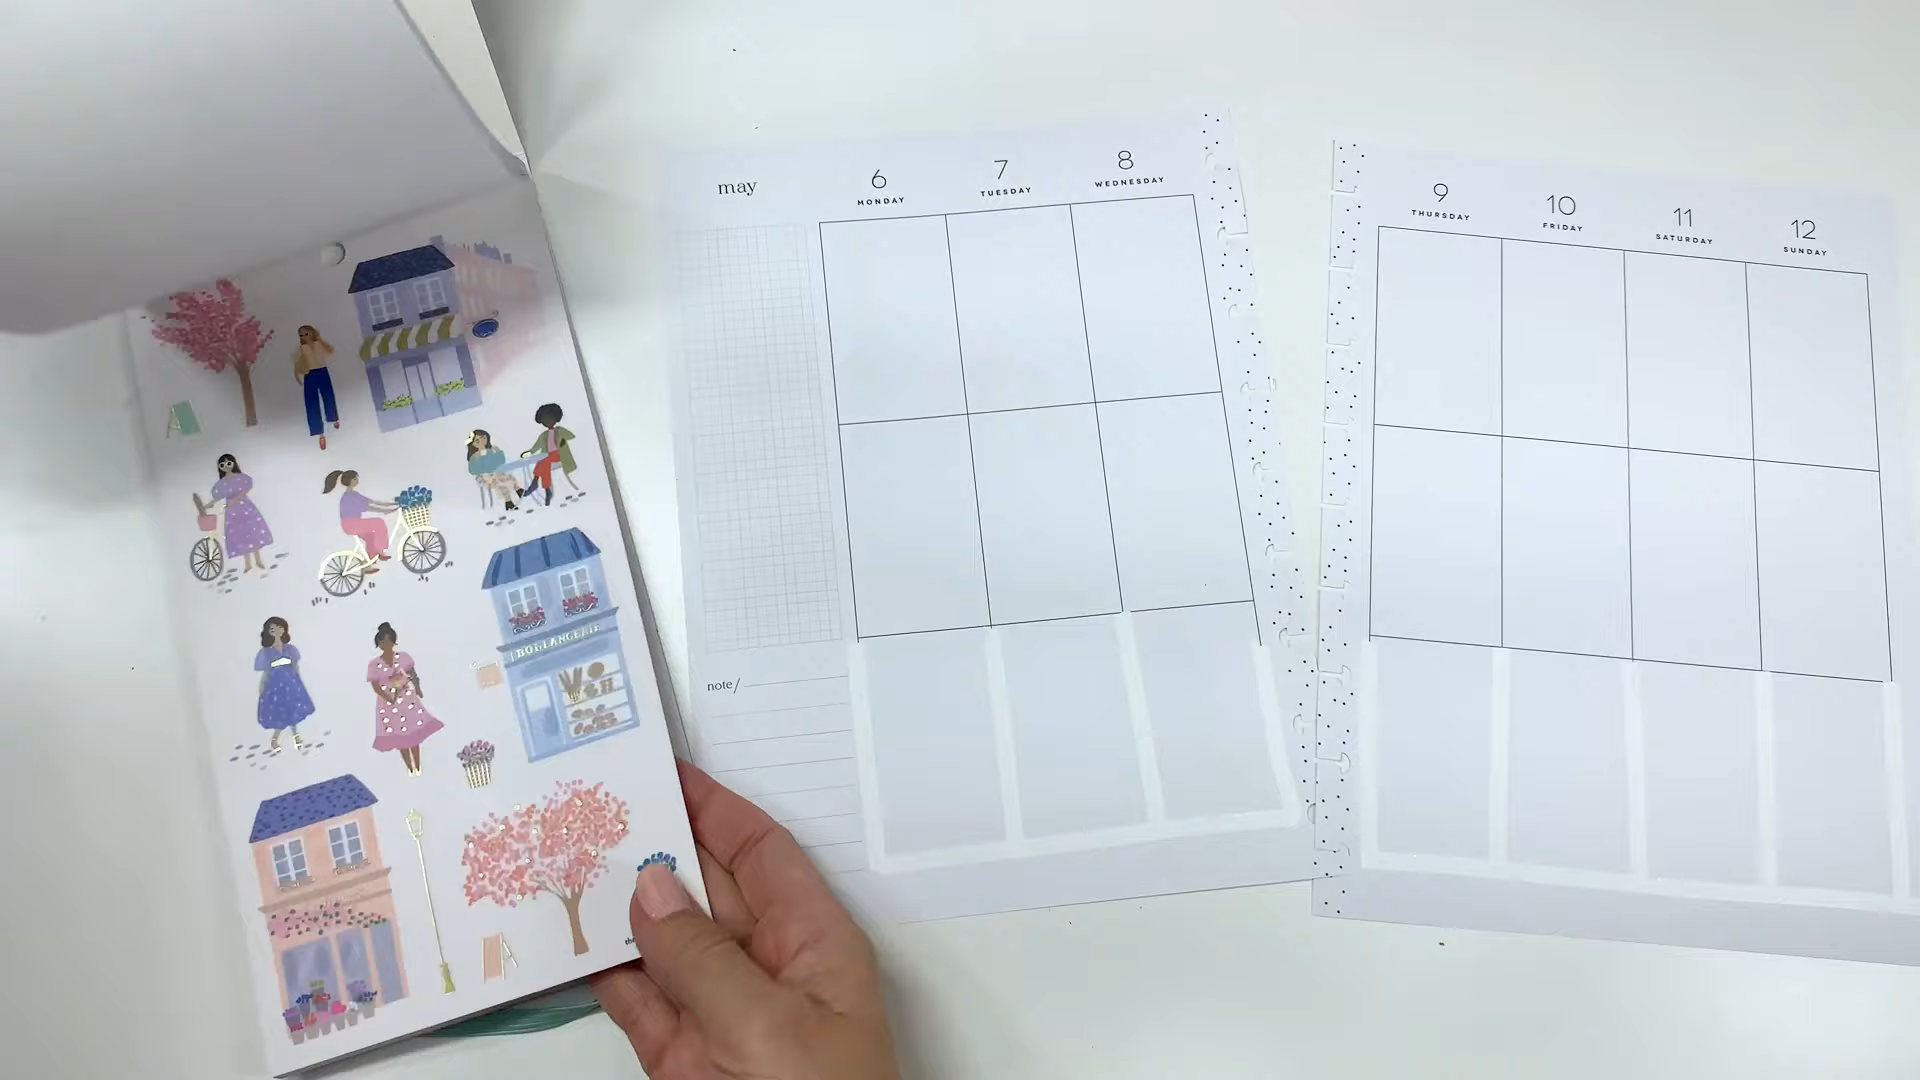 may
6
MONDAY
7
TUESDAY
8
WEDNESDAY
9
THURSDAY
10
FRIDAY
11
SATURDAY
12
SUNDAY
BOULANGERIE
note/